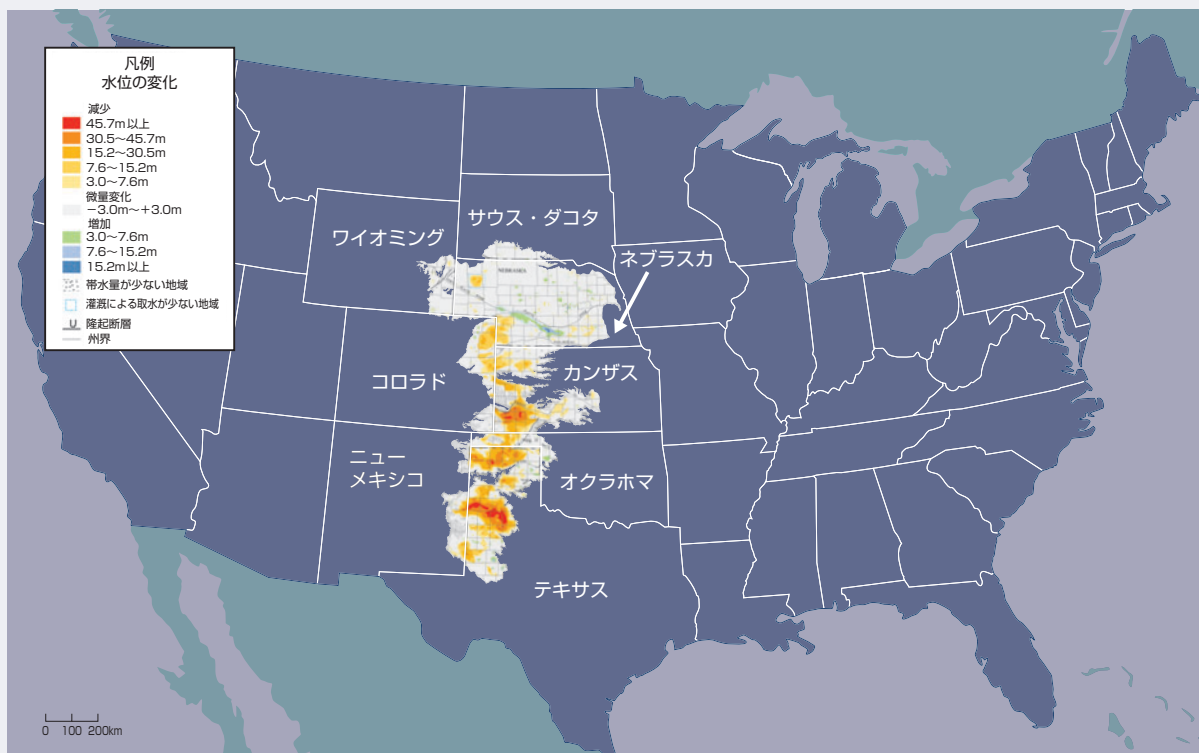 凡例
水位の変化
減少
45.7m以上
30.5〜45.7m
15.2〜30.5m
7.6〜15.2m
3.0〜7.6m
微量変化
−3.0m〜+3.0m
増加
3.0〜7.6m
7.6〜15.2m
15.2m以上
帯水量が少ない地域
灌漑による取水が少ない地域
U 隆起断層
州界
サウス・ダコタ
ワイオミング
ネブラスカ
NEBRASKA
コロラド
カンザス
ニュー
メキシコ
オクラホマ
テキサス
0 100 200km